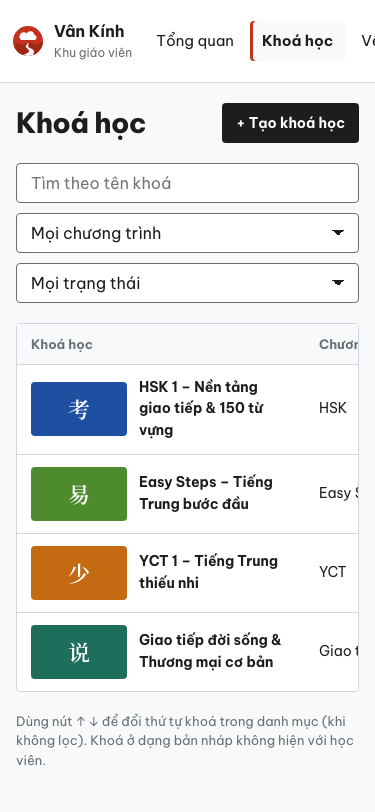 Vân Kính
Khu giáo viên
Tổng quan
Khoá học
Về
Khoá học
+ Tạo khoá học
Tìm theo tên khoá
Mọi chương trình
Mọi trạng thái
Khoá học
Chươn
考
HSK 1 – Nền tảng
giao tiếp & 150 từ
vựng
HSK
易
Easy Steps – Tiếng
Trung bước đầu
Easy S
少
YCT 1 – Tiếng Trung
thiếu nhi
YCT
说
Giao tiếp đời sống &
Thương mại cơ bản
Giao t
Dùng nút ↑ ↓ để đổi thứ tự khoá trong danh mục (khi
không lọc). Khoá ở dạng bản nháp không hiện với học
viên.